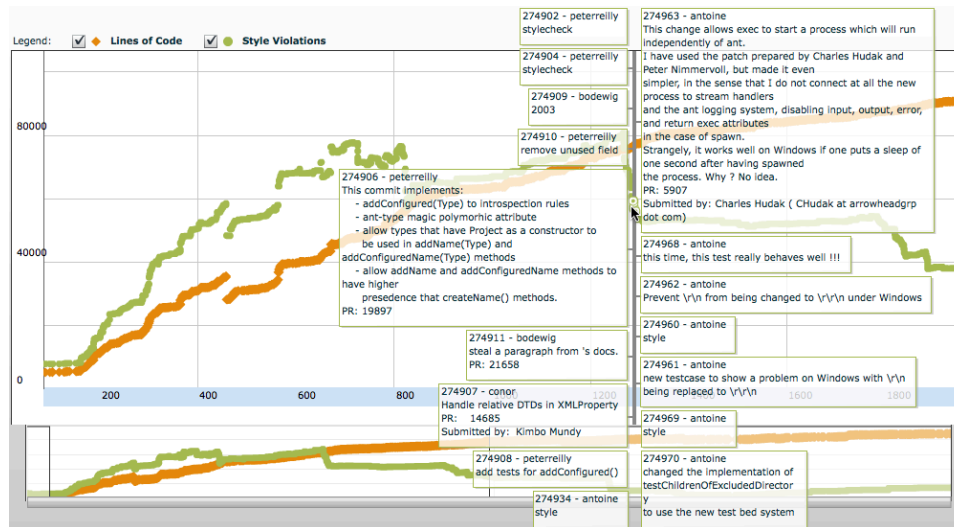 Legend:
Lines of Code
Style Violations
80000
40000
0
200
400
600
800
1200
1400
1600
1800
274902 - peterreilly
stylecheck
274904 - peterreilly
stylecheck
274909 - bodewig
2003
274910 - peterreilly
remove unused field
274906 - peterreilly
This commit implements:
- addConfigured(Type) to introspection rules
- ant-type magic polymorhic attribute
- allow types that have Project as a constructor to
be used in addName(Type) and
addConfiguredName(Type) methods
- allow addName and addConfiguredName methods to
have higher
presedence that createName() methods.
PR: 19897
274911 - bodewig
steal a paragraph from 's docs.
PR: 21658
274907 - conor
Handle relative DTDs in XMLProperty
PR: 14685
Submitted by: Kimbo Mundy
274908 - peterreilly
add tests for addConfigured()
274934 - antoine
style
274963 - antoine
This change allows exec to start a process which will run
independently of ant.
I have used the patch prepared by Charles Hudak and
Peter Nimmervoll, but made it even
simpler, in the sense that I do not connect at all the new
process to stream handlers
and the ant logging system, disabling input, output, error,
and return exec attributes
in the case of spawn.
Strangely, it works well on Windows if one puts a sleep of
one second after having spawned
the process. Why ? No idea.
PR: 5907
Submitted by: Charles Hudak ( CHudak at arrowheadgrp
dot com)
274968 - antoine
this time, this test really behaves well !!!
274962 - antoine
Prevent \r\n from being changed to \r\r\n under Windows
274960 - antoine
style
274961 - antoine
new testcase to show a problem on Windows with \r\n
being replaced to \r\r\n
274969 - antoine
style
274970 - antoine
changed the implementation of
testChildrenOfExcludedDirector
y
to use the new test bed system